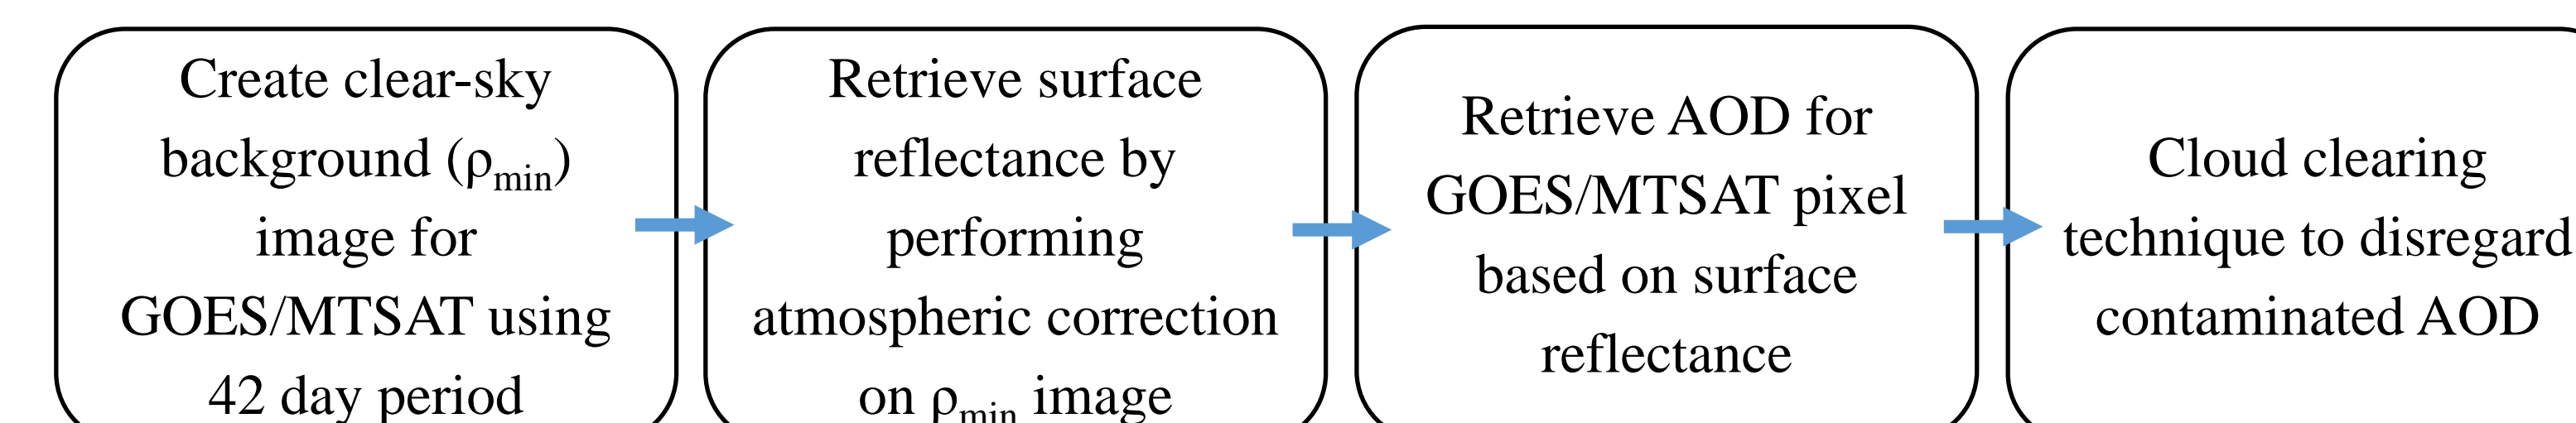 Create clear-sky
background (ρmin)
image for
GOES/MTSAT using
42 day period
Retrieve surface
reflectance by
performing
atmospheric correction
on ρmin image
Retrieve AOD for
GOES/MTSAT pixel
based on surface
reflectance
Cloud clearing
technique to disregard
contaminated AOD